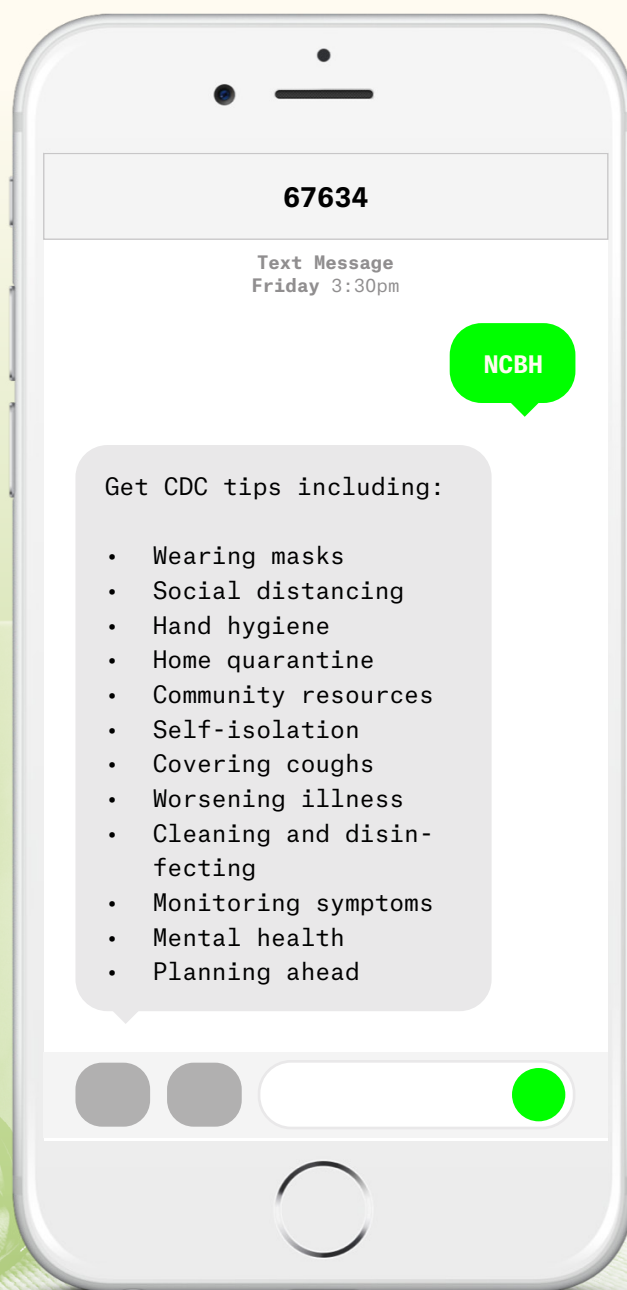 67634
Text Message
Friday 3:30pm
NCBH
Get CDC tips including:
• Wearing masks
• Social distancing
• Hand hygiene
• Home quarantine
• Community resources
• Self-isolation
• Covering coughs
• Worsening illness
• Cleaning and disin-
fecting
• Monitoring symptoms
• Mental health
• Planning ahead